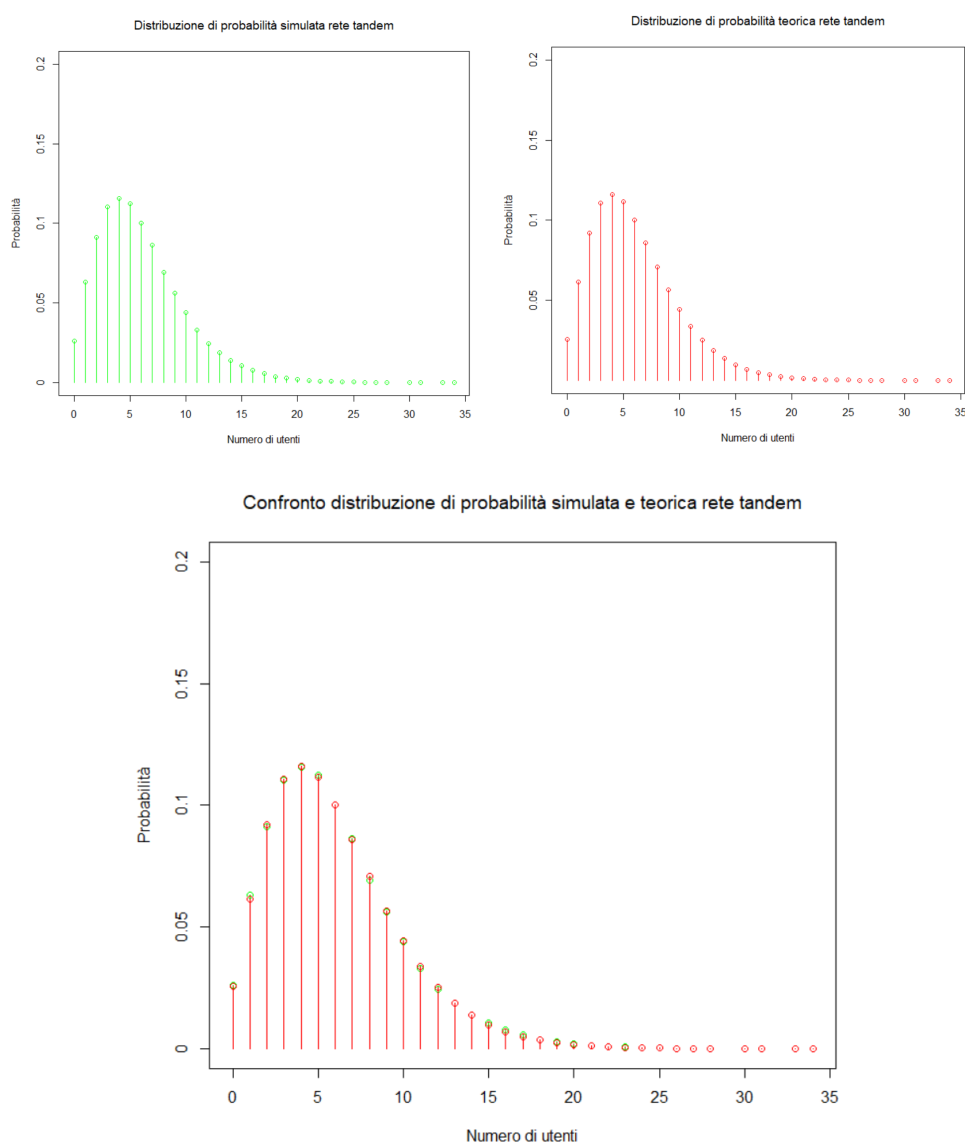 Distribuzione di probabilità simulata rete tandem
Probabilità
0.2
0.15
0.1
0.05
0
0 5 10 15 20 25 30 35
Numero di utenti
Distribuzione di probabilità teorica rete tandem
Probabilità
0.2
0.15
0.1
0.05
0 5 10 15 20 25 30 35
Numero di utenti
Confronto distribuzione di probabilità simulata e teorica rete tandem
Probabilità
0.2
0.15
0.1
0.05
0
0 5 10 15 20 25 30 35
Numero di utenti